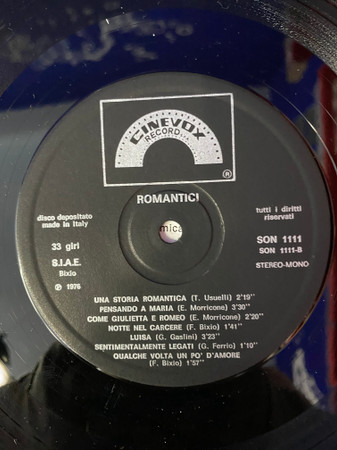 CINEVOX
RECORD
®
ROMANTICI
disco depositato
made in Italy
tutti i diritti
riservati
mica
33 giri
S.I.A.E.
Bixio
℗ 1976
SON 1111
SON 1111-B
STEREO-MONO
UNA STORIA ROMANTICA (T. Usuelli) 2'19"
PENSANDO A MARIA (E. Morricone) 3'30"
COME GIULIETTA E ROMEO (E. Morricone) 2'20"
NOTTE NEL CARCERE (F. Bixio) 1'41"
LUISA (G. Gaslini) 3'23"
SENTIMENTALMENTE LEGATI (G. Ferrio) 1'10"
QUALCHE VOLTA UN PO' D'AMORE
(F. Bixio) 1'57"